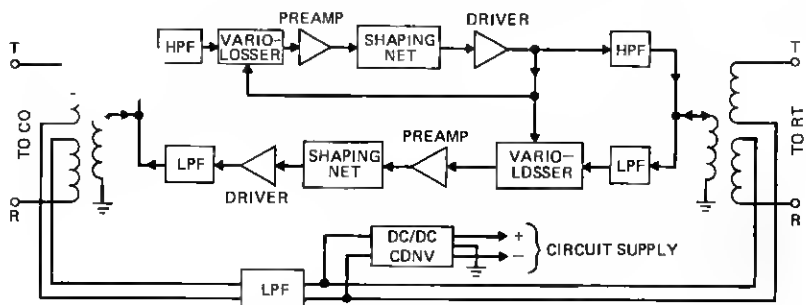 PREAMP
DRIVER
T
HPF
VARIO-
LOSSER
SHAPING
NET
HPF
T
TO CO
TO RT
PREAMP
LPF
SHAPING
NET
VARIO-
LDSSER
LPF
DRIVER
R
R
DC/DC
CDNV
+
−
CIRCUIT SUPPLY
LPF